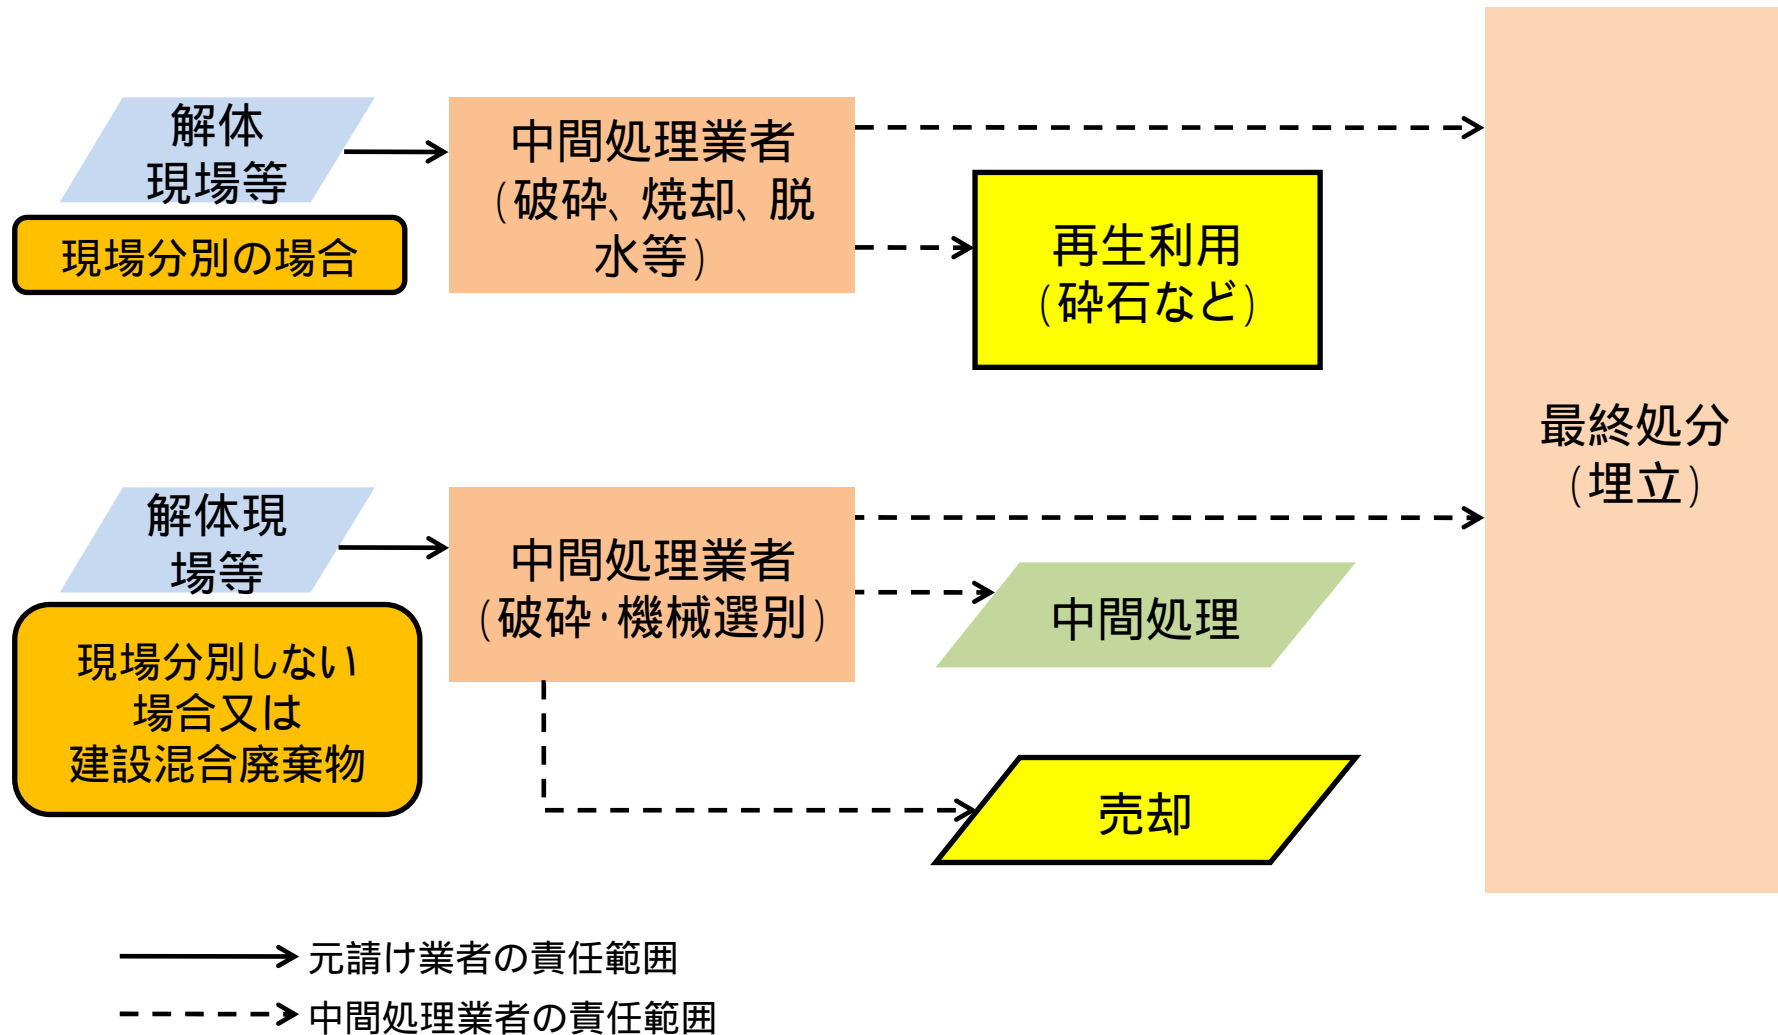 解体
現場等
現場分別の場合
中間処理業者
（破砕、焼却、脱
水等）
再生利用
（砕石など）
最終処分
（埋立）
解体現
場等
現場分別しない
場合又は
建設混合廃棄物
中間処理業者
（破砕・機械選別）
中間処理
売却
元請け業者の責任範囲
中間処理業者の責任範囲